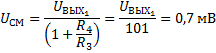 U_СМ = U_ВЫХ₁ / (1 + R₄/R₃) = U_ВЫХ₁ / 101 = 0,7 мВ